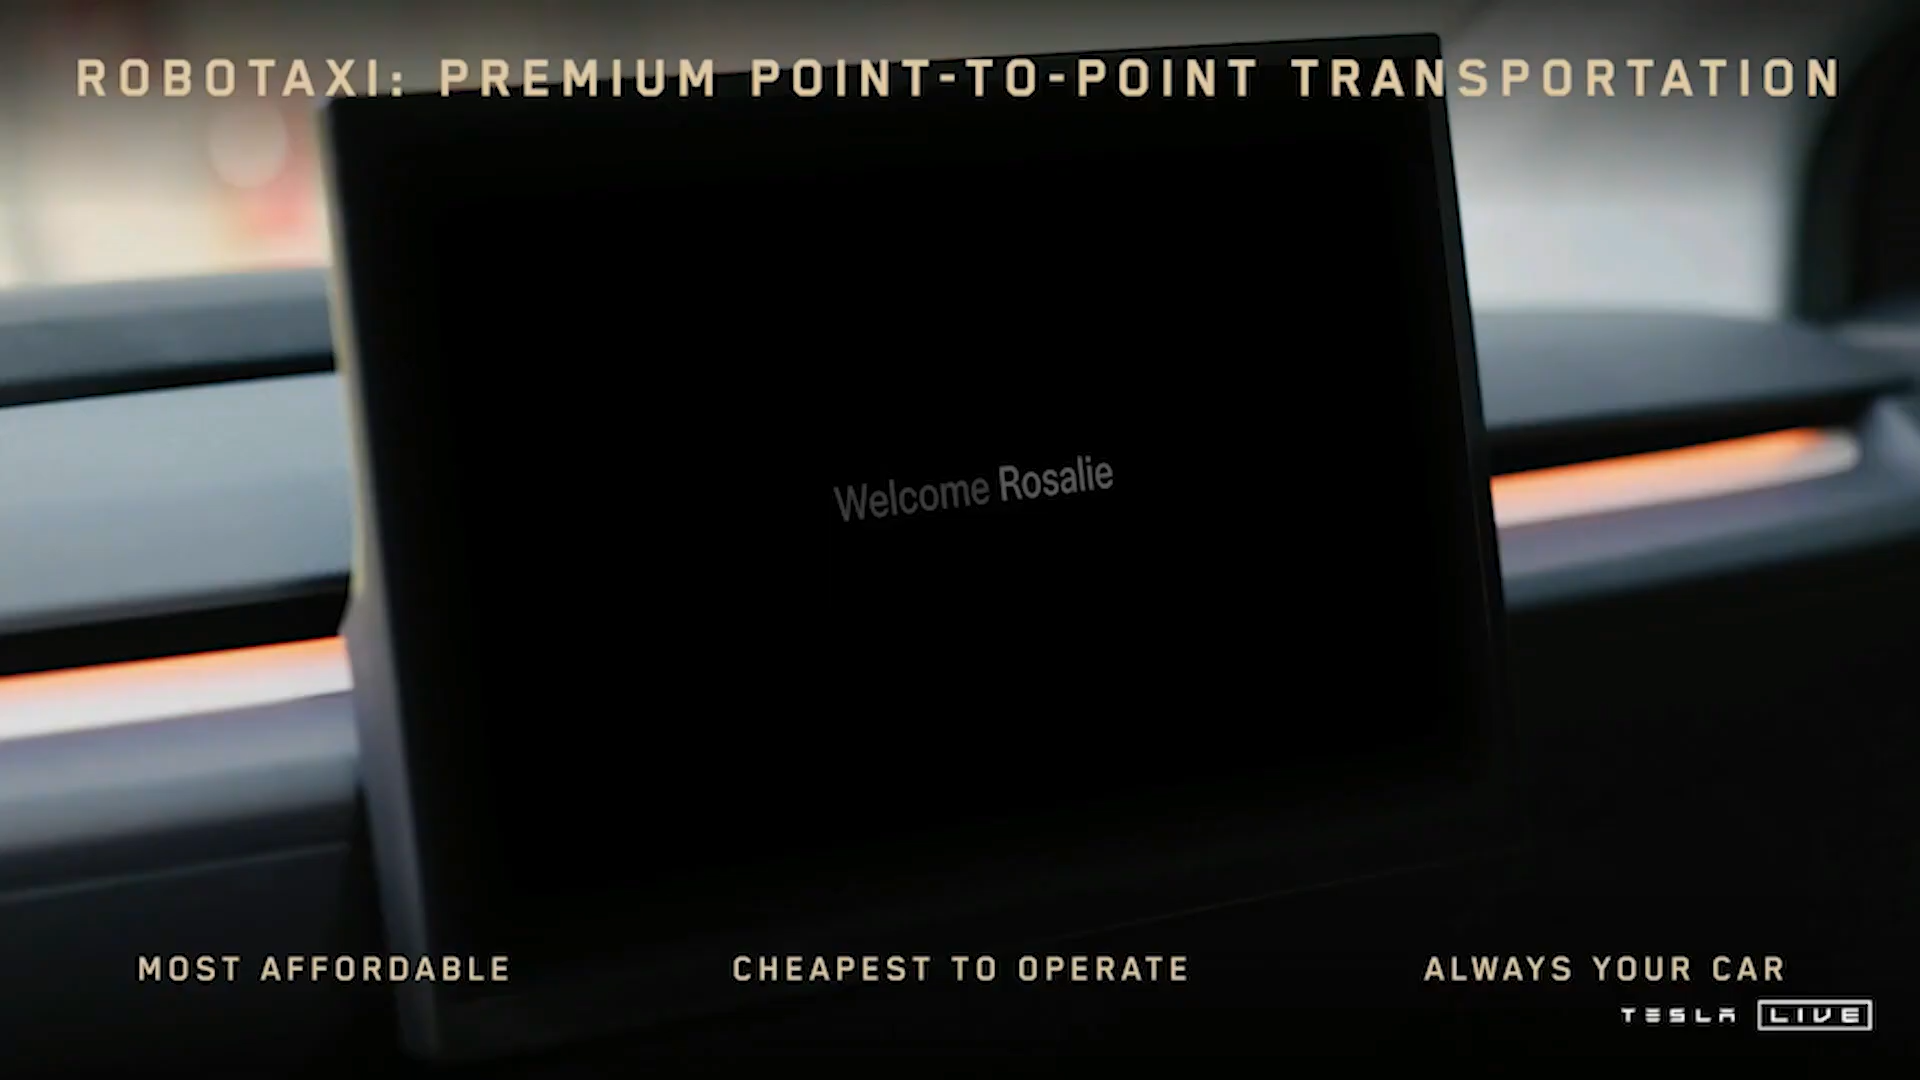 ROBOTAXI: PREMIUM POINT-TO-POINT TRANSPORTATION
Welcome Rosalie
MOST AFFORDABLE
CHEAPEST TO OPERATE
ALWAYS YOUR CAR
TESLA LIVE